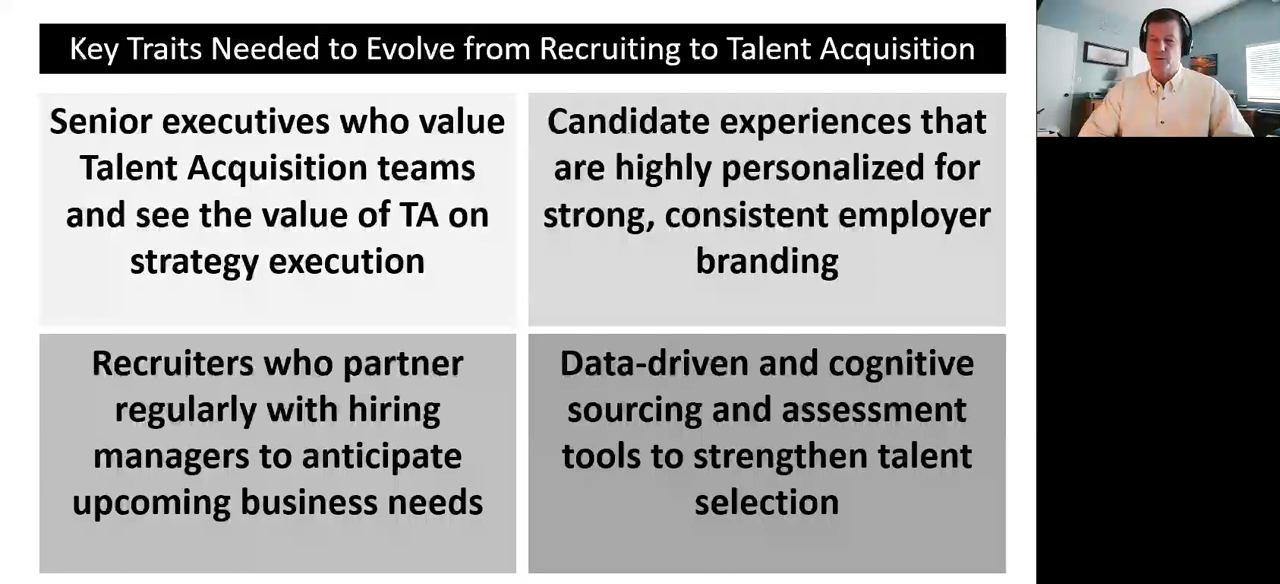 Key Traits Needed to Evolve from Recruiting to Talent Acquisition
Senior executives who value
Talent Acquisition teams
and see the value of TA on
strategy execution
Candidate experiences that
are highly personalized for
strong, consistent employer
branding
Recruiters who partner
regularly with hiring
managers to anticipate
upcoming business needs
Data-driven and cognitive
sourcing and assessment
tools to strengthen talent
selection